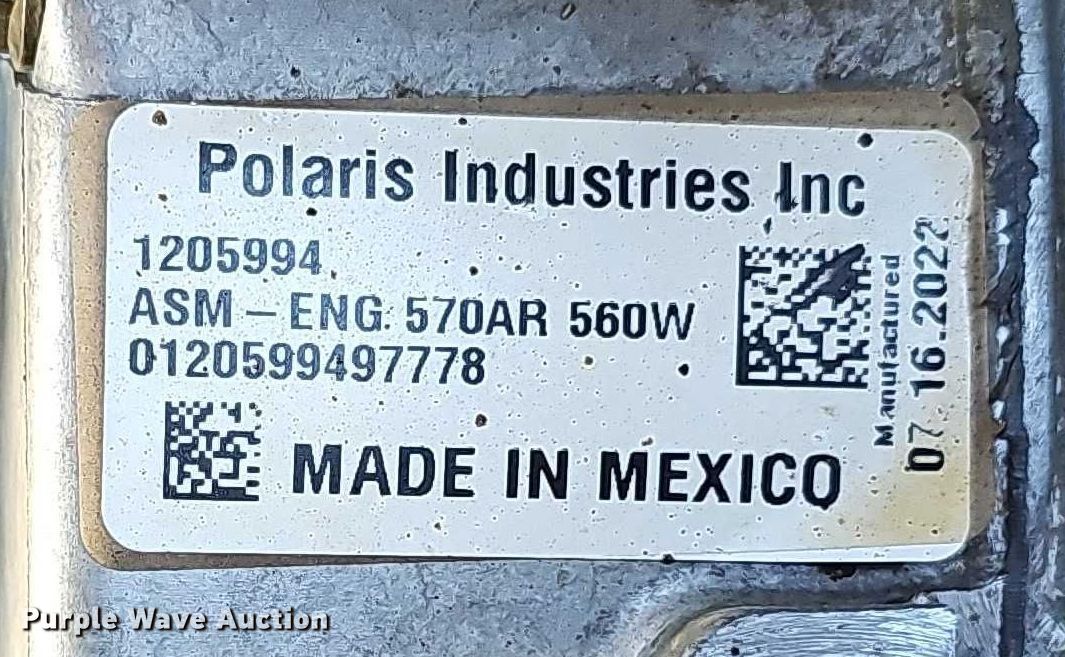 Polaris Industries Inc
1205994
ASM - ENG. 570AR 560W
0120599497778
MADE IN MEXICO
Manufactured
07.16.2022
Purple Wave Auction